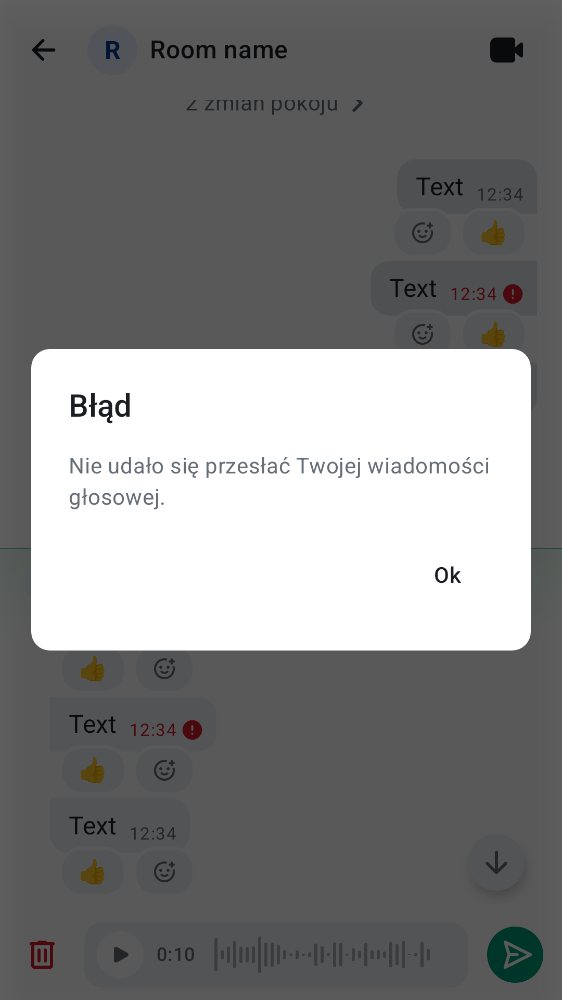 R Room name
2 zmian pokoju
Text 12:34
Text 12:34
Błąd
Nie udało się przesłać Twojej wiadomości
głosowej.
Ok
Text 12:34
Text 12:34
0:10